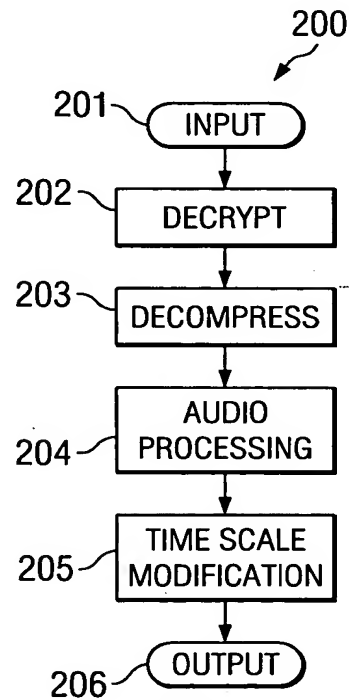 200
201
INPUT
202
DECRYPT
203
DECOMPRESS
204
AUDIO
PROCESSING
205
TIME SCALE
MODIFICATION
206
OUTPUT